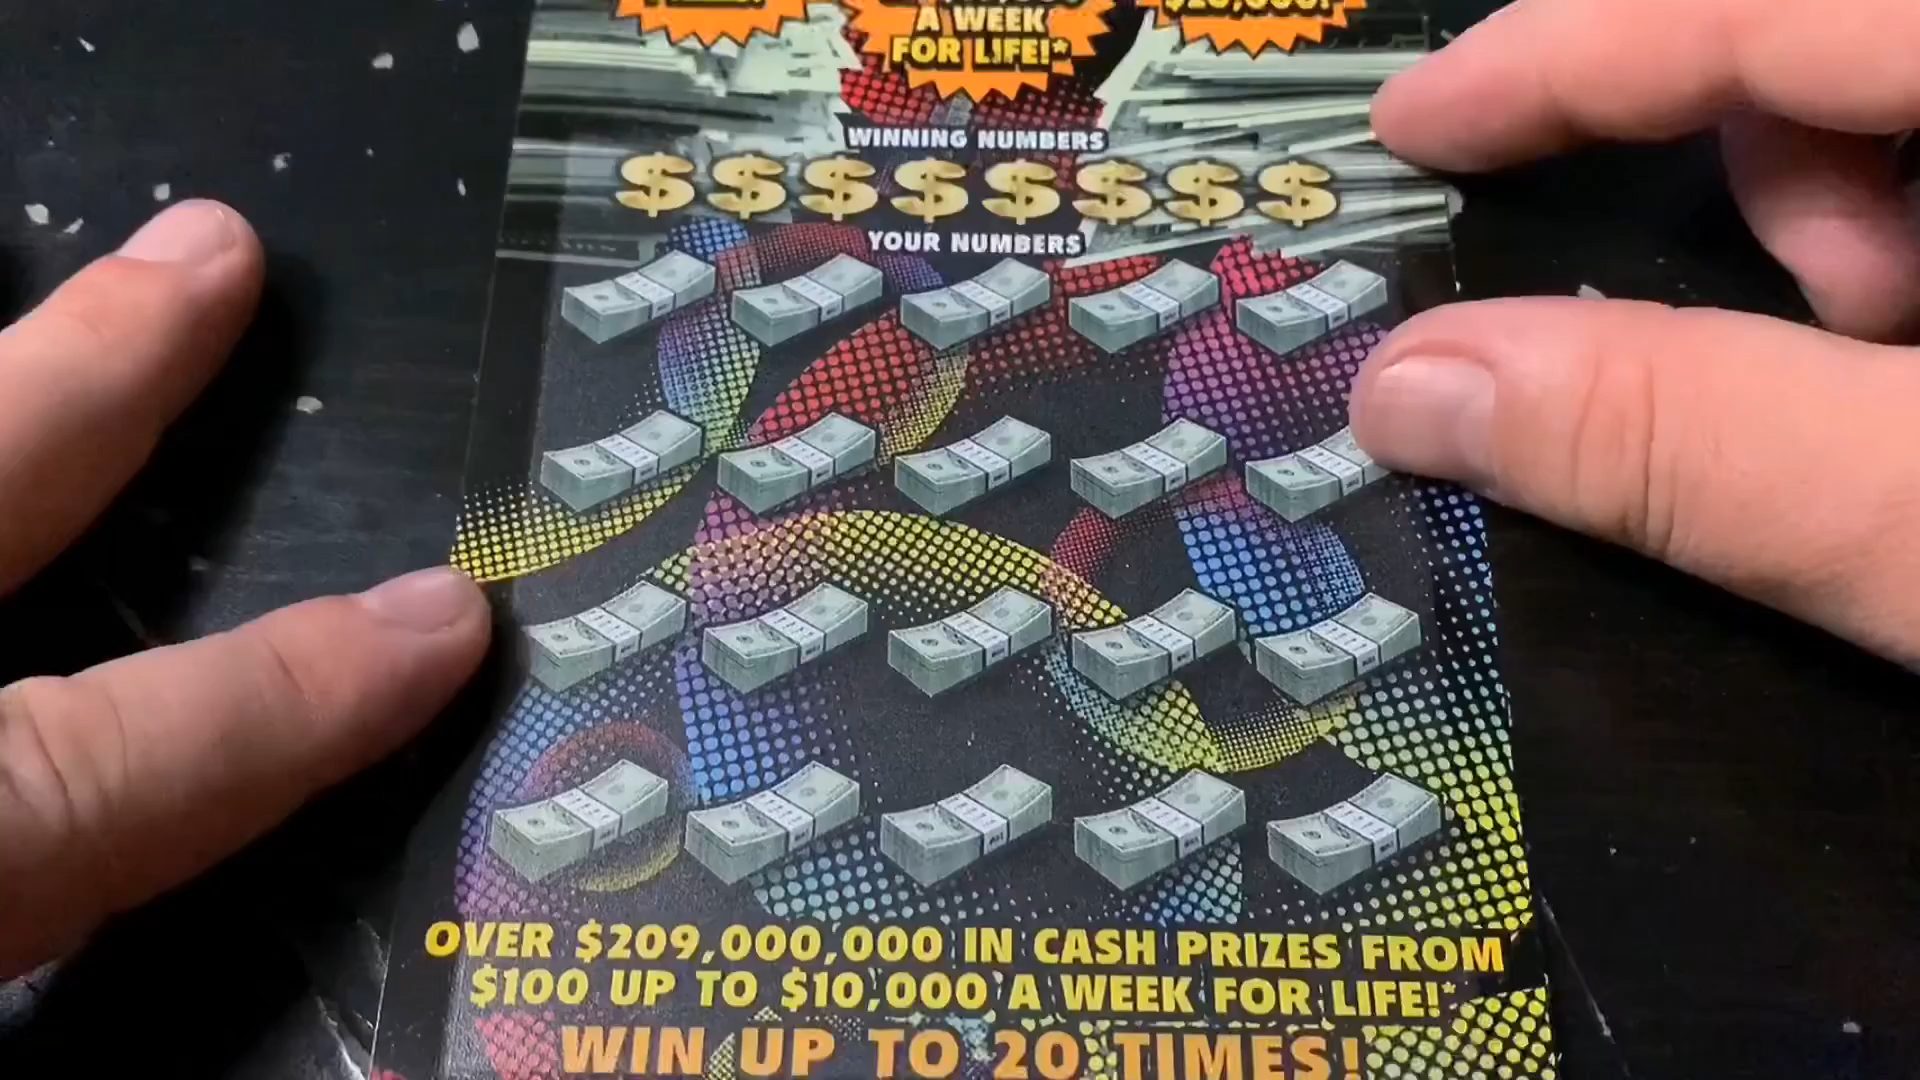 A WEEK
FOR LIFE!*
WINNING NUMBERS
$ $ $ $ $ $ $ $
YOUR NUMBERS
OVER $209,000,000 IN CASH PRIZES FROM
$100 UP TO $10,000 A WEEK FOR LIFE!*
WIN UP TO 20 TIMES!